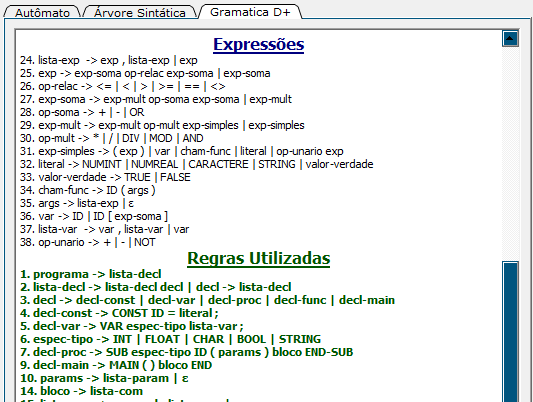 Autômato
Árvore Sintática
Gramatica D+
Expressões
24. lista-exp -> exp , lista-exp | exp
25. exp -> exp-soma op-relac exp-soma | exp-soma
26. op-relac -> <= | < | > | >= | == | <>
27. exp-soma -> exp-mult op-soma exp-soma | exp-mult
28. op-soma -> + | - | OR
29. exp-mult -> exp-mult op-mult exp-simples | exp-simples
30. op-mult -> * | / | DIV | MOD | AND
31. exp-simples -> ( exp ) | var | cham-func | literal | op-unario exp
32. literal -> NUMINT | NUMREAL | CARACTERE | STRING | valor-verdade
33. valor-verdade -> TRUE | FALSE
34. cham-func -> ID ( args )
35. args -> lista-exp | ε
36. var -> ID | ID [ exp-soma ]
37. lista-var -> var , lista-var | var
38. op-unario -> + | - | NOT
Regras Utilizadas
1. programa -> lista-decl
2. lista-decl -> lista-decl decl | decl -> lista-decl
3. decl -> decl-const | decl-var | decl-proc | decl-func | decl-main
4. decl-const -> CONST ID = literal ;
5. decl-var -> VAR espec-tipo lista-var ;
6. espec-tipo -> INT | FLOAT | CHAR | BOOL | STRING
7. decl-proc -> SUB espec-tipo ID ( params ) bloco END-SUB
9. decl-main -> MAIN ( ) bloco END
10. params -> lista-param | ε
14. bloco -> lista-com